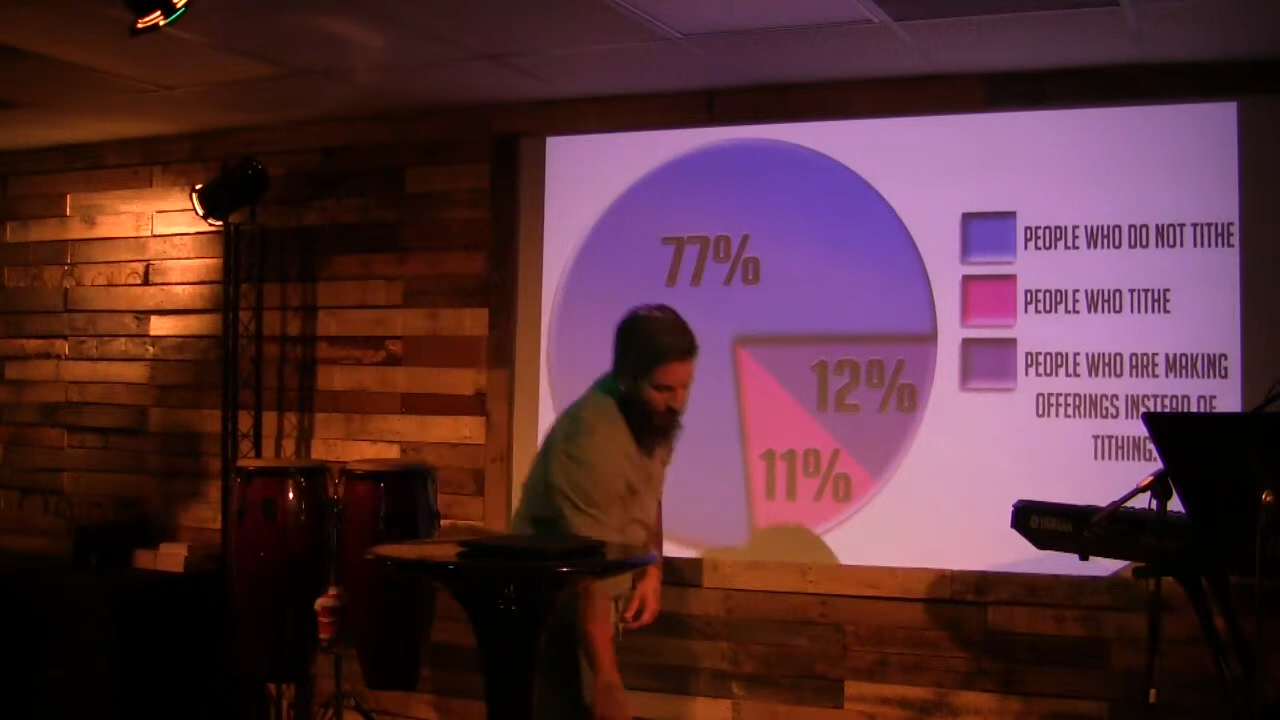 77%
12%
11%
PEOPLE WHO DO NOT TITHE
PEOPLE WHO TITHE
PEOPLE WHO ARE MAKING
OFFERINGS INSTEAD OF
TITHING.
YAMAHA